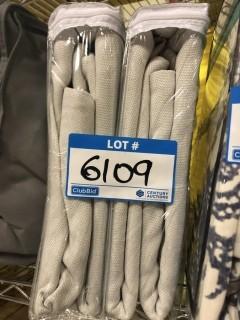 LOT #
6109
ClubBid
CENTURY
AUCTIONS